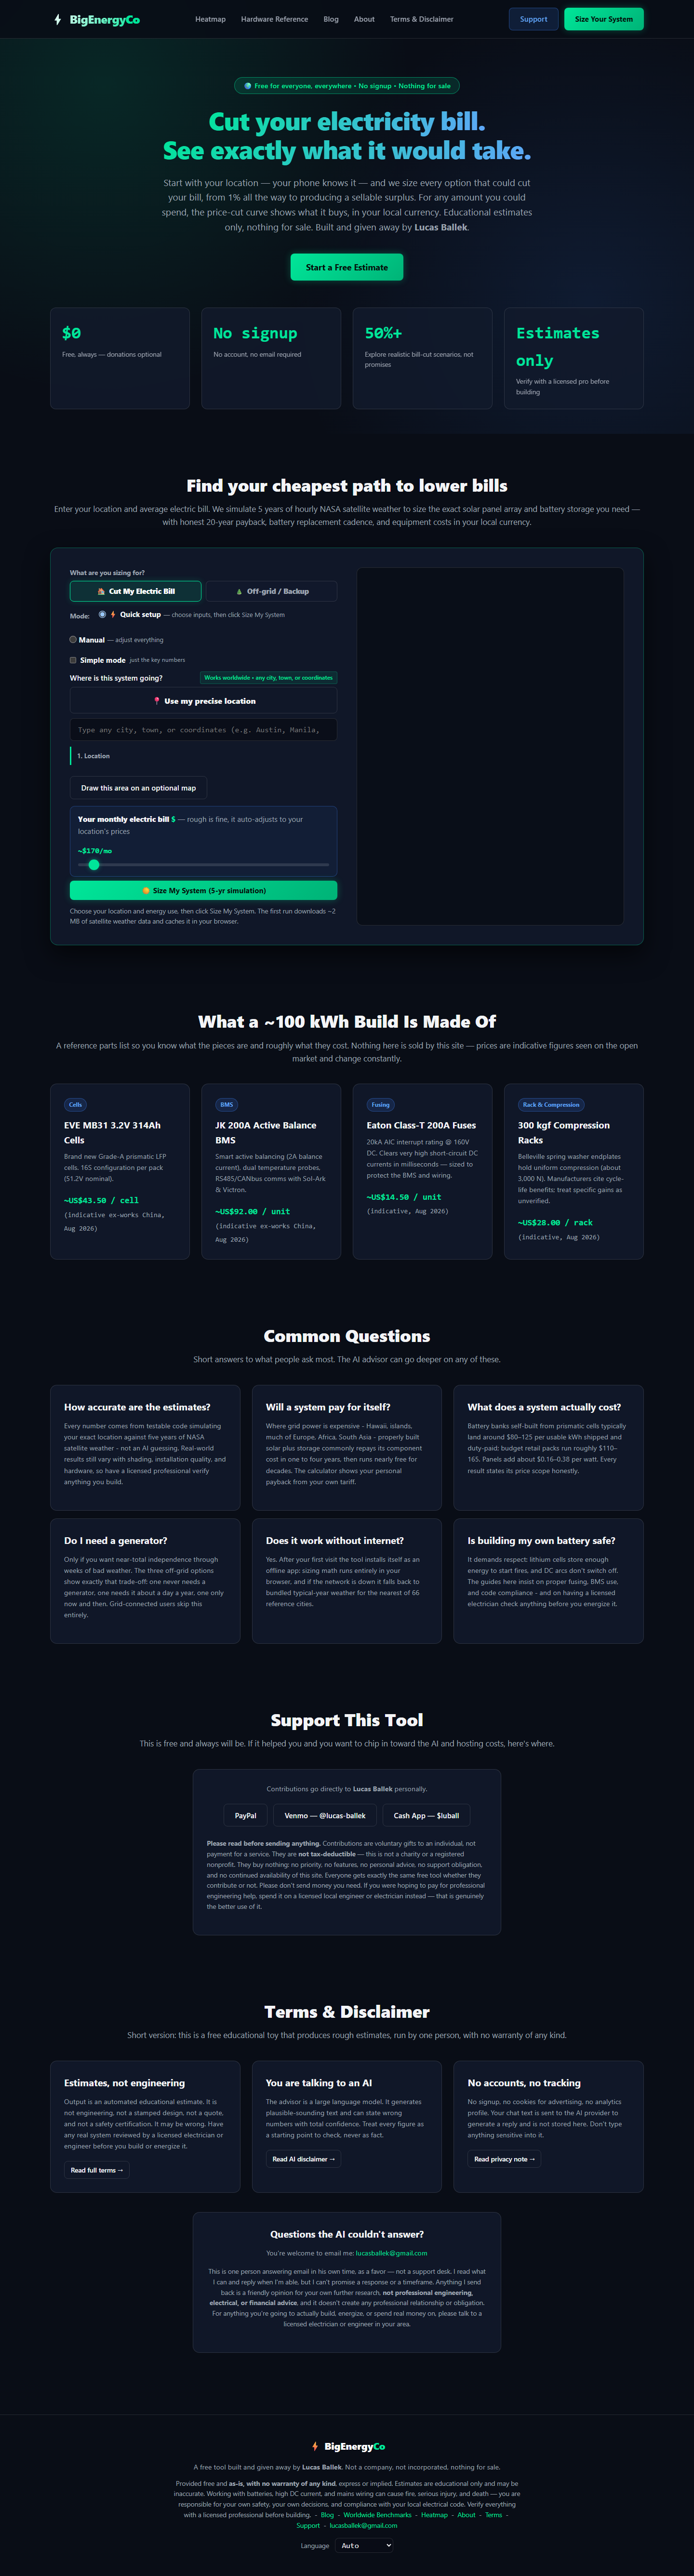 BigEnergyCo
Heatmap
Hardware Reference
Blog
About
Terms & Disclaimer
Support
Size Your System
Free for everyone, everywhere • No signup • Nothing for sale
Cut your electricity bill.
See exactly what it would take.
Start with your location — your phone knows it — and we size every option that could cut
your bill, from 1% all the way to producing a sellable surplus. For any amount you could
spend, the price-cut curve shows what it buys, in your local currency. Educational estimates
only, nothing for sale. Built and given away by Lucas Ballek.
Start a Free Estimate
$0
Free, always — donations optional
No signup
No account, no email required
50%+
Explore realistic bill-cut scenarios, not
promises
Estimates
only
Verify with a licensed pro before
building
Find your cheapest path to lower bills
Enter your location and average electric bill. We simulate 5 years of hourly NASA satellite weather to size the exact solar panel array and battery storage you need —
with honest 20-year payback, battery replacement cadence, and equipment costs in your local currency.
What are you sizing for?
Cut My Electric Bill
Off-grid / Backup
Mode:
Quick setup — choose inputs, then click Size My System
Manual — adjust everything
Simple mode just the key numbers
Where is this system going?
Works worldwide • any city, town, or coordinates
Use my precise location
Type any city, town, or coordinates (e.g. Austin, Manila,
1. Location
Draw this area on an optional map
Your monthly electric bill $ — rough is fine, it auto-adjusts to your
location's prices
~$170/mo
Size My System (5-yr simulation)
Choose your location and energy use, then click Size My System. The first run downloads ~2
MB of satellite weather data and caches it in your browser.
What a ~100 kWh Build Is Made Of
A reference parts list so you know what the pieces are and roughly what they cost. Nothing here is sold by this site — prices are indicative figures seen on the open
market and change constantly.
Cells
EVE MB31 3.2V 314Ah
Cells
Brand new Grade-A prismatic LFP
cells. 16S configuration per pack
(51.2V nominal).
~US$43.50 / cell
(indicative ex-works China,
Aug 2026)
BMS
JK 200A Active Balance
BMS
Smart active balancing (2A balance
current), dual temperature probes,
RS485/CANbus comms with Sol-Ark
& Victron.
~US$92.00 / unit
(indicative ex-works China,
Aug 2026)
Fusing
Eaton Class-T 200A Fuses
20kA AIC interrupt rating @ 160V
DC. Clears very high short-circuit DC
currents in milliseconds — sized to
protect the BMS and wiring.
~US$14.50 / unit
(indicative, Aug 2026)
Rack & Compression
300 kgf Compression
Racks
Belleville spring washer endplates
hold uniform compression (about
3,000 N). Manufacturers cite cycle-
life benefits; treat specific gains as
unverified.
~US$28.00 / rack
(indicative, Aug 2026)
Common Questions
Short answers to what people ask most. The AI advisor can go deeper on any of these.
How accurate are the estimates?
Every number comes from testable code simulating
your exact location against five years of NASA
satellite weather - not an AI guessing. Real-world
results still vary with shading, installation quality, and
hardware, so have a licensed professional verify
anything you build.
Will a system pay for itself?
Where grid power is expensive - Hawaii, islands,
much of Europe, Africa, South Asia - properly built
solar plus storage commonly repays its component
cost in one to four years, then runs nearly free for
decades. The calculator shows your personal
payback from your own tariff.
What does a system actually cost?
Battery banks self-built from prismatic cells typically
land around $80–125 per usable kWh shipped and
duty-paid; budget retail packs run roughly $110–
165. Panels add about $0.16–0.38 per watt. Every
result states its price scope honestly.
Do I need a generator?
Only if you want near-total independence through
weeks of bad weather. The three off-grid options
show exactly that trade-off: one never needs a
generator, one needs it about a day a year, one only
now and then. Grid-connected users skip this
entirely.
Does it work without internet?
Yes. After your first visit the tool installs itself as an
offline app; sizing math runs entirely in your
browser, and if the network is down it falls back to
bundled typical-year weather for the nearest of 66
reference cities.
Is building my own battery safe?
It demands respect: lithium cells store enough
energy to start fires, and DC arcs don't switch off.
The guides here insist on proper fusing, BMS use,
and code compliance - and on having a licensed
electrician check anything before you energize it.
Support This Tool
This is free and always will be. If it helped you and you want to chip in toward the AI and hosting costs, here's where.
Contributions go directly to Lucas Ballek personally.
PayPal
Venmo — @lucas-ballek
Cash App — $luball
Please read before sending anything. Contributions are voluntary gifts to an individual, not
payment for a service. They are not tax-deductible — this is not a charity or a registered
nonprofit. They buy nothing: no priority, no features, no personal advice, no support obligation,
and no continued availability of this site. Everyone gets exactly the same free tool whether they
contribute or not. Please don't send money you need. If you were hoping to pay for professional
engineering help, spend it on a licensed local engineer or electrician instead — that is genuinely
the better use of it.
Terms & Disclaimer
Short version: this is a free educational toy that produces rough estimates, run by one person, with no warranty of any kind.
Estimates, not engineering
Output is an automated educational estimate. It is
not engineering, not a stamped design, not a quote,
and not a safety certification. It may be wrong. Have
any real system reviewed by a licensed electrician or
engineer before you build or energize it.
Read full terms →
You are talking to an AI
The advisor is a large language model. It generates
plausible-sounding text and can state wrong
numbers with total confidence. Treat every figure as
a starting point to check, never as fact.
Read AI disclaimer →
No accounts, no tracking
No signup, no cookies for advertising, no analytics
profile. Your chat text is sent to the AI provider to
generate a reply and is not stored here. Don't type
anything sensitive into it.
Read privacy note →
Questions the AI couldn't answer?
You're welcome to email me: lucasballek@gmail.com
This is one person answering email in his own time, as a favor — not a support desk. I read what
I can and reply when I'm able, but I can't promise a response or a timeframe. Anything I send
back is a friendly opinion for your own further research, not professional engineering,
electrical, or financial advice, and it doesn't create any professional relationship or obligation.
For anything you're going to actually build, energize, or spend real money on, please talk to a
licensed electrician or engineer in your area.
BigEnergyCo
A free tool built and given away by Lucas Ballek. Not a company, not incorporated, nothing for sale.
Provided free and as-is, with no warranty of any kind, express or implied. Estimates are educational only and may be
inaccurate. Working with batteries, high DC current, and mains wiring can cause fire, serious injury, and death — you are
responsible for your own safety, your own decisions, and compliance with your local electrical code. Verify everything
with a licensed professional before building. - Blog - Worldwide Benchmarks - Heatmap - About - Terms -
Support - lucasballek@gmail.com
Language
Auto